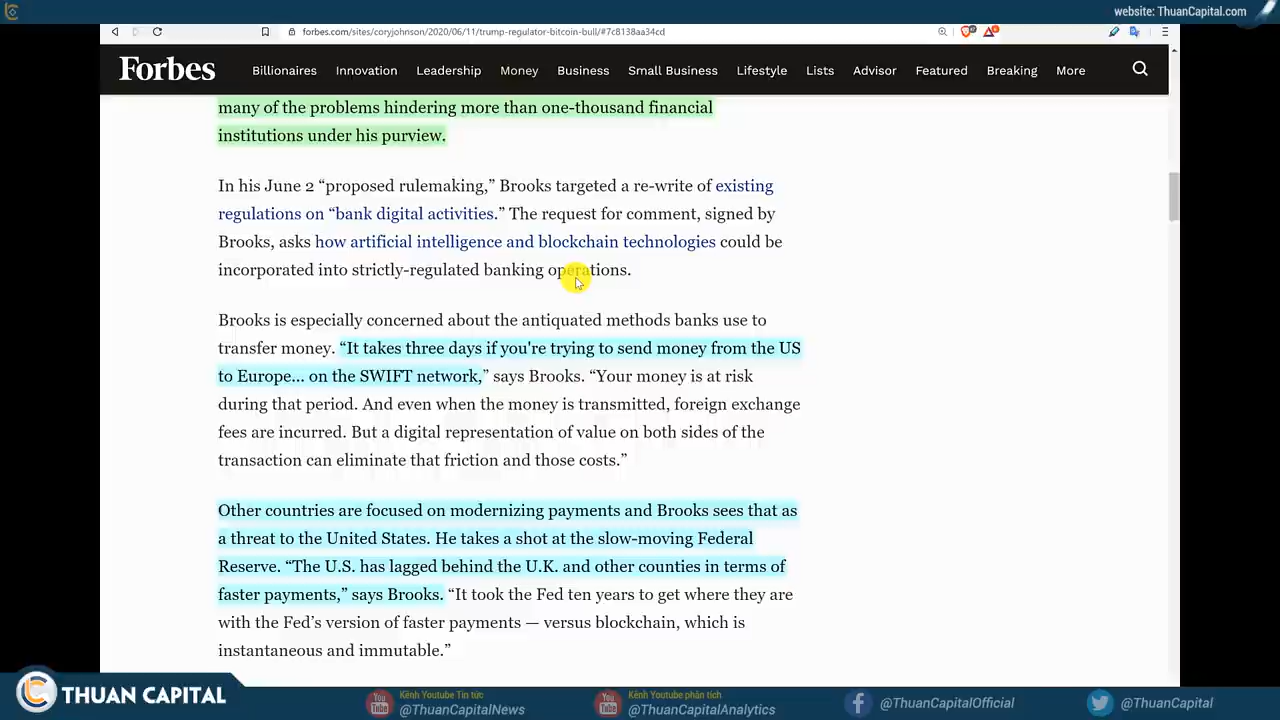 website: ThuanCapital.com
forbes.com/sites/coryjohnson/2020/06/11/trump-regulator-bitcoin-bull/#7c8138aa34cd
Forbes
Billionaires Innovation Leadership Money Business Small Business Lifestyle Lists Advisor Featured Breaking More
many of the problems hindering more than one-thousand financial
institutions under his purview.
In his June 2 “proposed rulemaking,” Brooks targeted a re-write of existing
regulations on “bank digital activities.” The request for comment, signed by
Brooks, asks how artificial intelligence and blockchain technologies could be
incorporated into strictly-regulated banking operations.
Brooks is especially concerned about the antiquated methods banks use to
transfer money. “It takes three days if you're trying to send money from the US
to Europe... on the SWIFT network,” says Brooks. “Your money is at risk
during that period. And even when the money is transmitted, foreign exchange
fees are incurred. But a digital representation of value on both sides of the
transaction can eliminate that friction and those costs.”
Other countries are focused on modernizing payments and Brooks sees that as
a threat to the United States. He takes a shot at the slow-moving Federal
Reserve. “The U.S. has lagged behind the U.K. and other counties in terms of
faster payments,” says Brooks. “It took the Fed ten years to get where they are
with the Fed’s version of faster payments — versus blockchain, which is
instantaneous and immutable.”
THUAN CAPITAL
You Tube
Kênh Youtube Tin tức
@ThuanCapitalNews
You Tube
Kênh Youtube phân tích
@ThuanCapitalAnalytics
@ThuanCapitalOfficial
@ThuanCapital